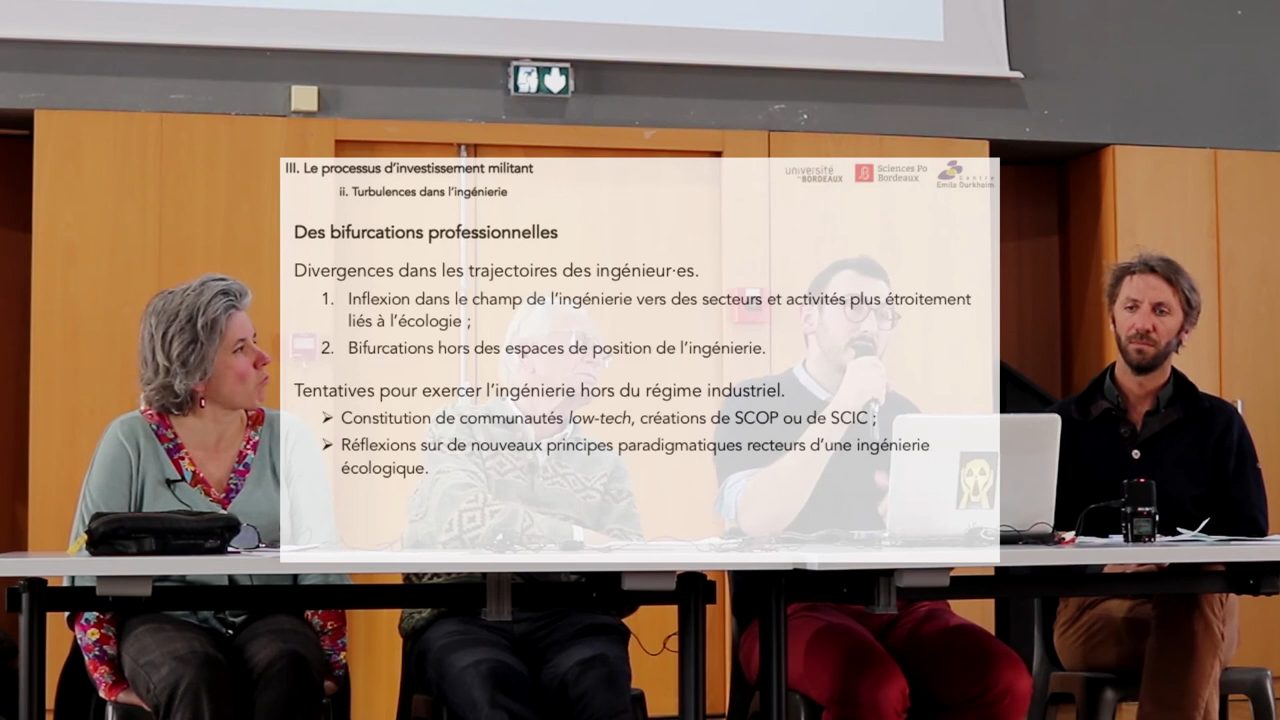 III. Le processus d'investissement militant
ii. Turbulences dans l'ingénierie
université
de BORDEAUX
Sciences Po
Bordeaux
Centre
Emile Durkheim
Des bifurcations professionnelles
Divergences dans les trajectoires des ingénieur·es.
1. Inflexion dans le champ de l'ingénierie vers des secteurs et activités plus étroitement
liés à l'écologie ;
2. Bifurcations hors des espaces de position de l'ingénierie.
Tentatives pour exercer l'ingénierie hors du régime industriel.
➢ Constitution de communautés low-tech, créations de SCOP ou de SCIC ;
➢ Réflexions sur de nouveaux principes paradigmatiques recteurs d'une ingénierie
écologique.